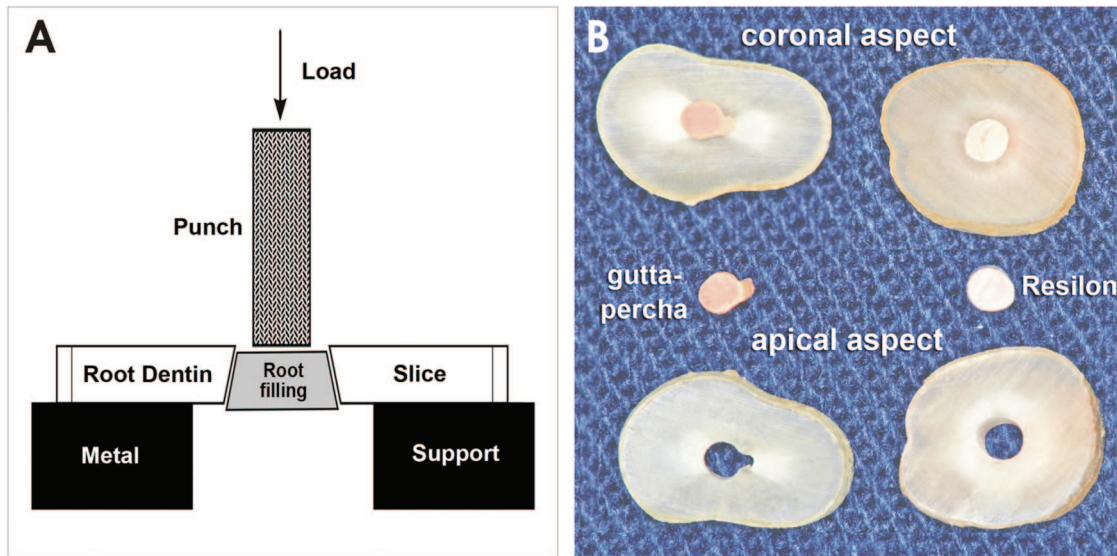 A
Load
Punch
Root Dentin
Root
filling
Slice
Metal
Support
B
coronal aspect
gutta-
percha
Resilon
apical aspect